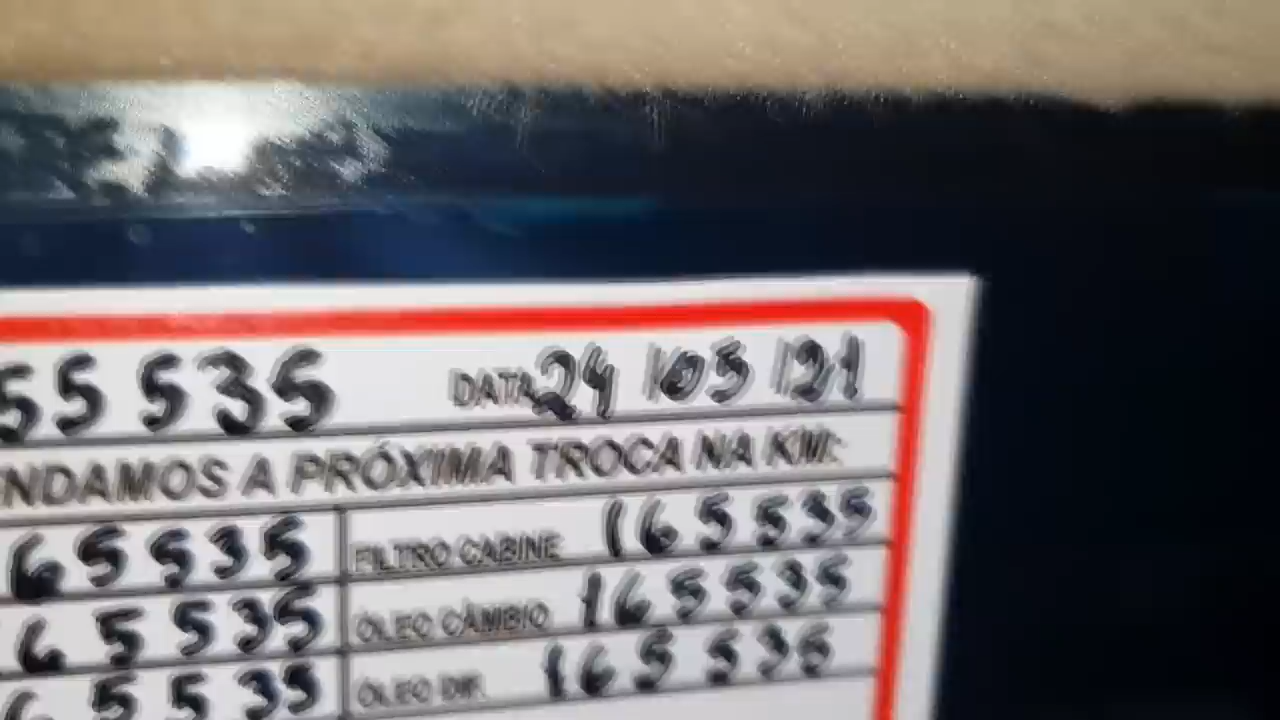 55535 DATA 24/05/21
NDAMOS A PRÓXIMA TROCA NA KM:
65535 FILTRO CABINE 165535
65535 ÓLEO CÂMBIO 165535
65535 ÓLEO DIR. 165535